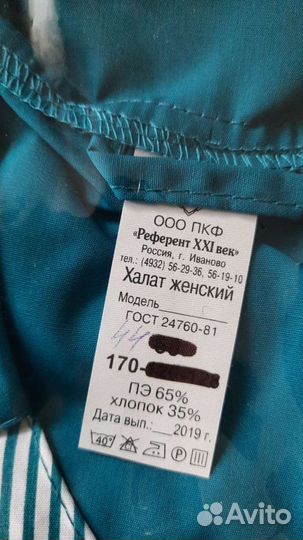 ООО ПКФ
«Референт XXI век»
Россия, г. Иваново
тел.: (4932) 56-29-36, 56-19-10
Халат женский
Модель
ГОСТ 24760-81
44
170-
ПЭ 65%
хлопок 35%
Дата вып.: 2019 г.
40° P
Avito